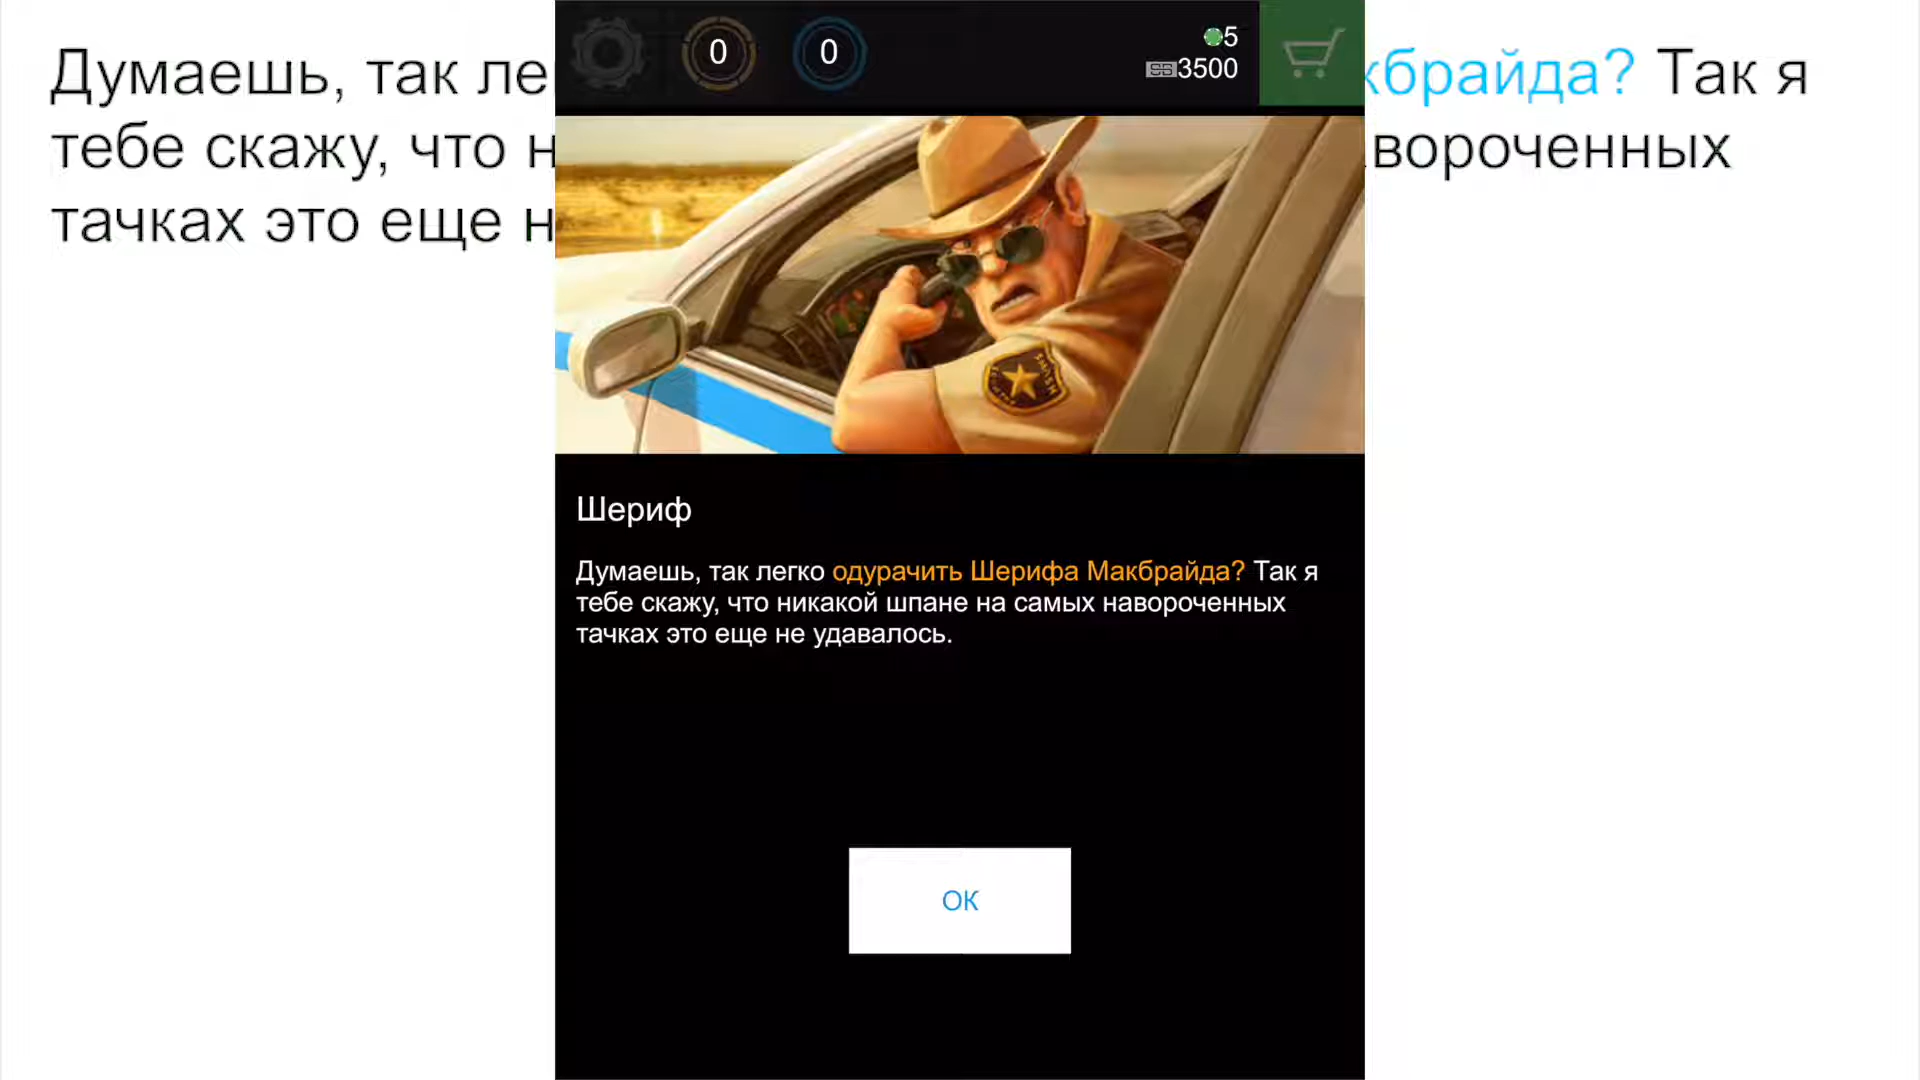 Думаешь, так ле
кбрайда? Так я
тебе скажу, что н
вороченных
тачках это еще н
0
0
5
3500
Шериф
Думаешь, так легко одурачить Шерифа Макбрайда? Так я
тебе скажу, что никакой шпане на самых навороченных
тачках это еще не удавалось.
ОК